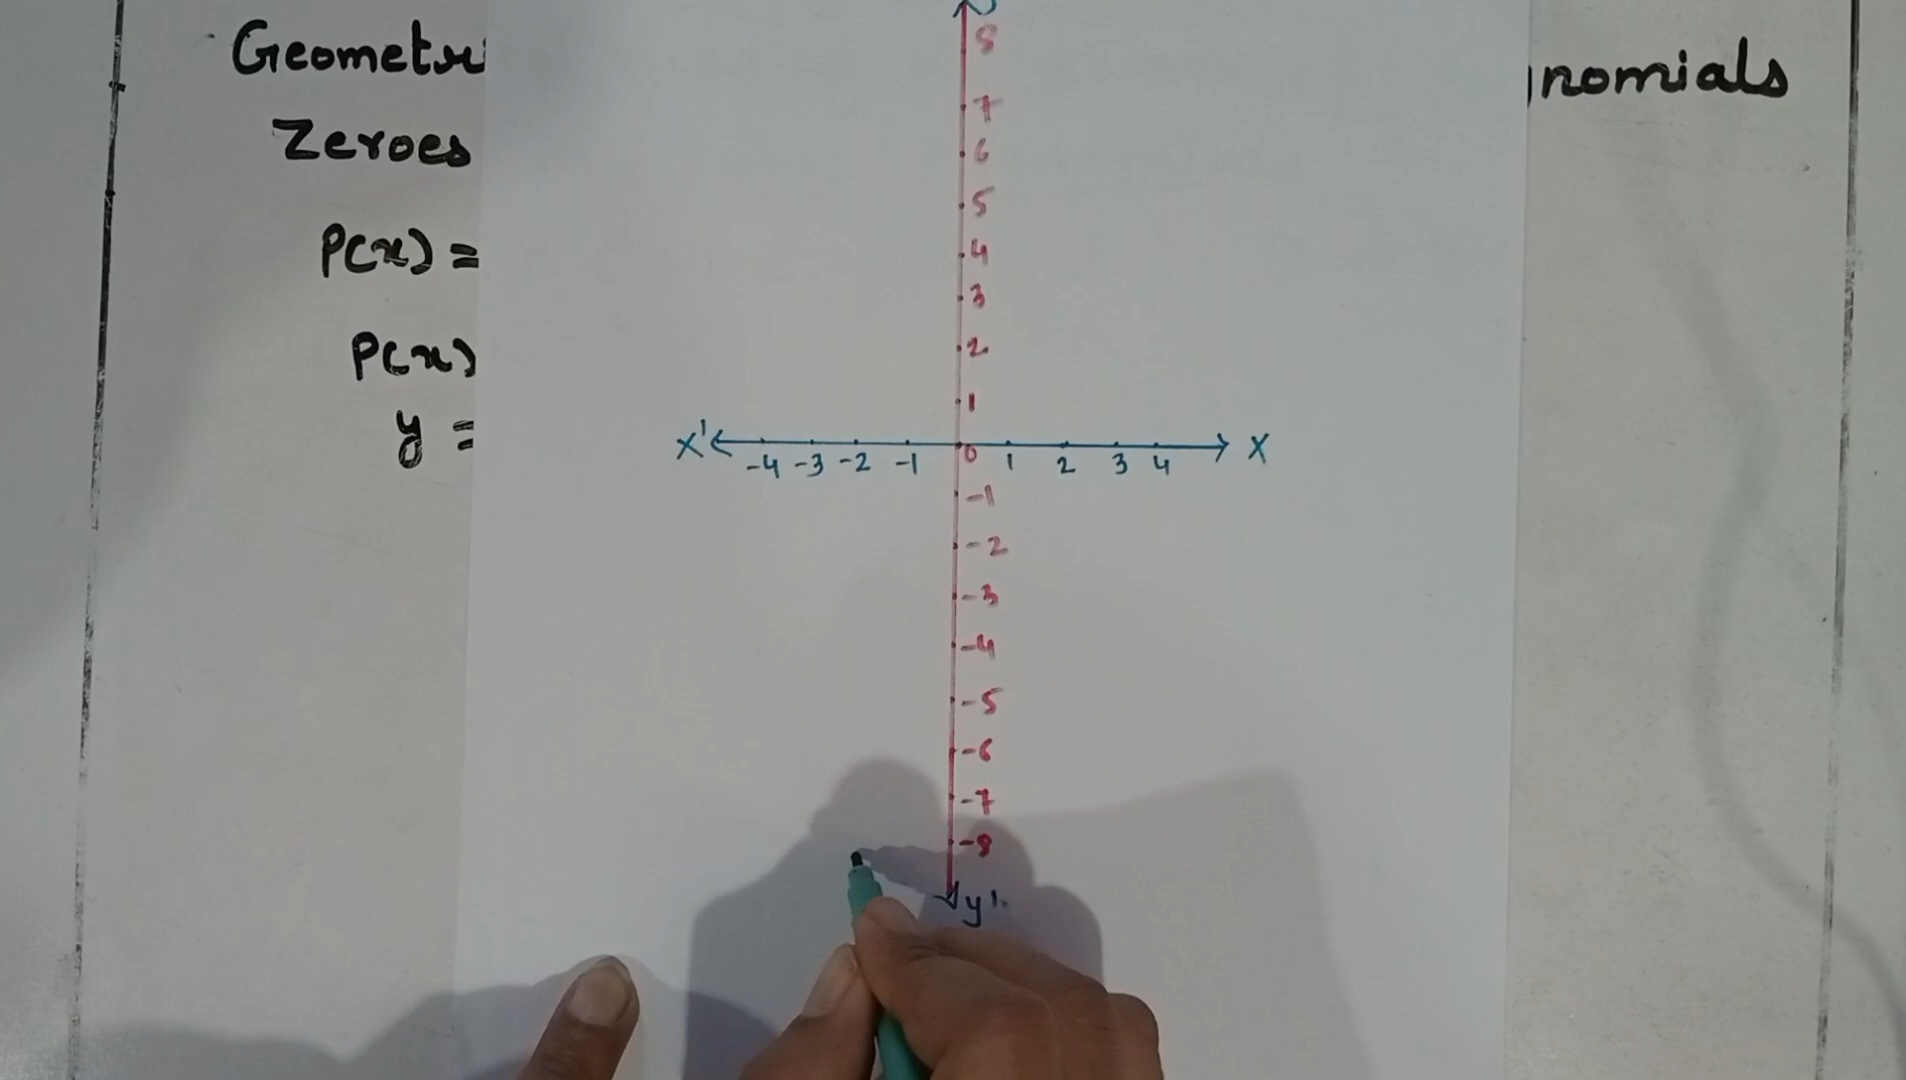 Geometri
nomials
Zeroes
P(x) =
P(x)
y =
8
7
6
5
4
3
2
1
X' -4 -3 -2 -1 0 1 2 3 4 X
-1
-2
-3
-4
-5
-6
-7
-8
y'